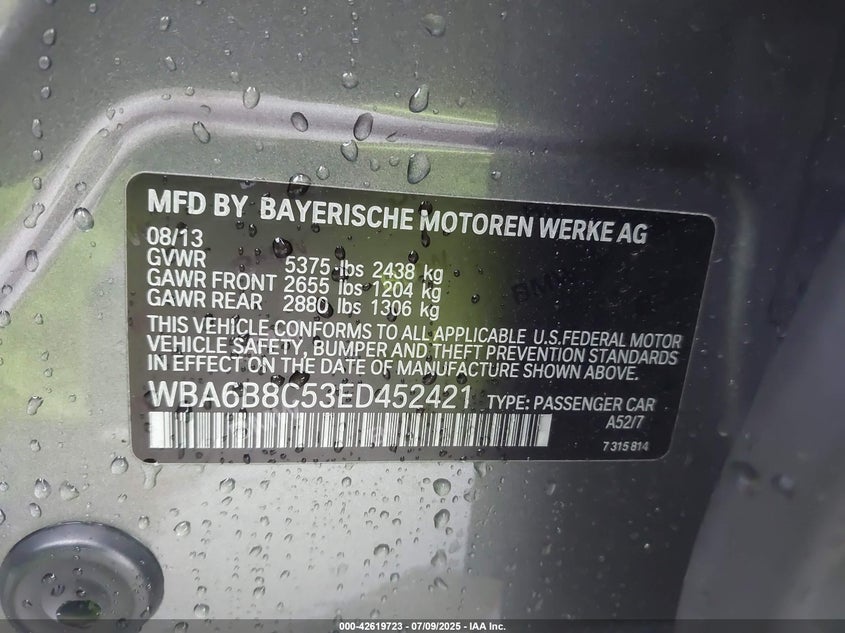 MFD BY BAYERISCHE MOTOREN WERKE AG
08/13
GVWR 5375 lbs 2438 kg
GAWR FRONT 2655 lbs 1204 kg
GAWR REAR 2880 lbs 1306 kg
THIS VEHICLE CONFORMS TO ALL APPLICABLE U.S.FEDERAL MOTOR
VEHICLE SAFETY, BUMPER AND THEFT PREVENTION STANDARDS
IN EFFECT ON THE DATE OF MANUFACTURE SHOWN ABOVE.
WBA6B8C53ED452421 TYPE: PASSENGER CAR
A52/7
7 315 814
000-42619723 / 07/09/2025 - IAA Inc.